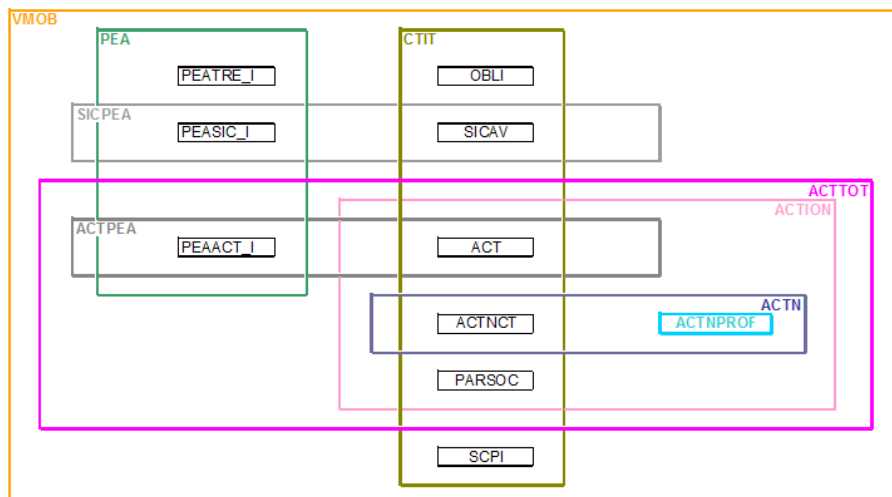 VMOB
PEA
CTIT
PEATRE_I
OBLI
SICPEA
PEASIC_I
SICAV
ACTTOT
ACTION
ACTPEA
PEAACT_I
ACT
ACTN
ACTNCT
ACTNPROF
PARSOC
SCPI